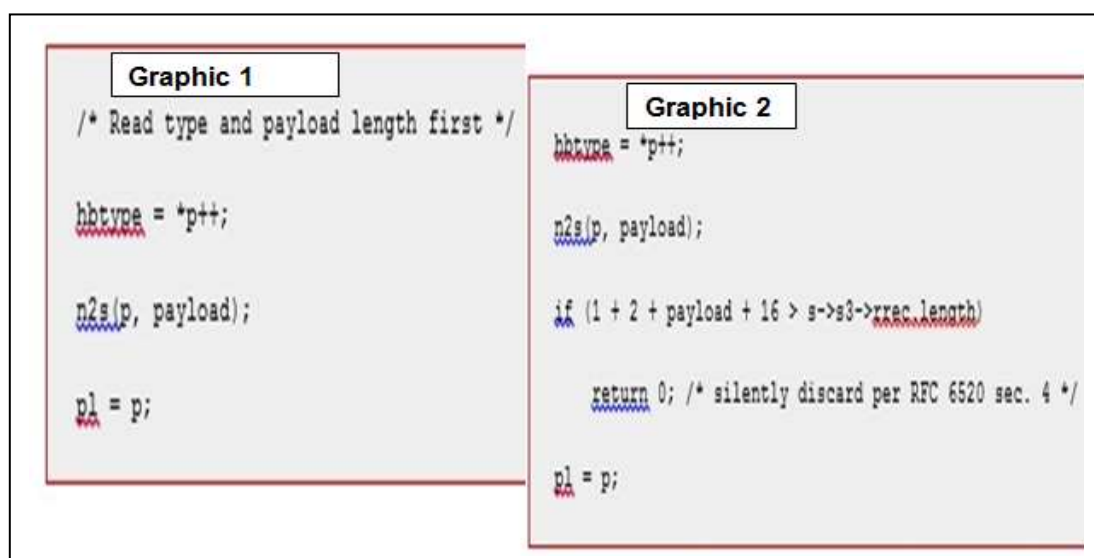 Graphic 1
/* Read type and payload length first */
hbtype = *p++;
n2s(p, payload);
pl = p;
Graphic 2
hbtype = *p++;
n2s(p, payload);
if (1 + 2 + payload + 16 > s->s3->rrec.length)
return 0; /* silently discard per RFC 6520 sec. 4 */
pl = p;